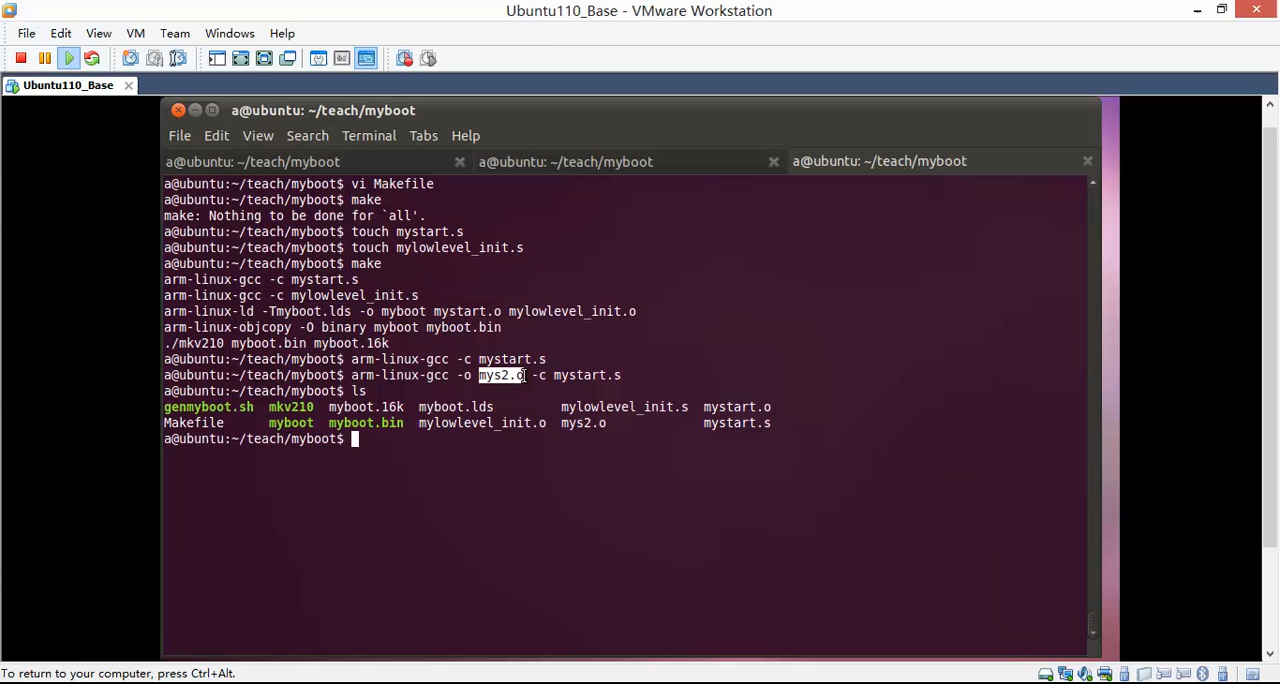 Ubuntu110_Base - VMware Workstation
File Edit View VM Team Windows Help
Ubuntu110_Base
a@ubuntu: ~/teach/myboot
File Edit View Search Terminal Tabs Help
a@ubuntu: ~/teach/myboot a@ubuntu: ~/teach/myboot a@ubuntu: ~/teach/myboot
a@ubuntu:~/teach/myboot$ vi Makefile
a@ubuntu:~/teach/myboot$ make
make: Nothing to be done for `all'.
a@ubuntu:~/teach/myboot$ touch mystart.s
a@ubuntu:~/teach/myboot$ touch mylowlevel_init.s
a@ubuntu:~/teach/myboot$ make
arm-linux-gcc -c mystart.s
arm-linux-gcc -c mylowlevel_init.s
arm-linux-ld -Tmyboot.lds -o myboot mystart.o mylowlevel_init.o
arm-linux-objcopy -O binary myboot myboot.bin
./mkv210 myboot.bin myboot.16k
a@ubuntu:~/teach/myboot$ arm-linux-gcc -c mystart.s
a@ubuntu:~/teach/myboot$ arm-linux-gcc -o mys2.o -c mystart.s
a@ubuntu:~/teach/myboot$ ls
genmyboot.sh mkv210 myboot.16k myboot.lds mylowlevel_init.s mystart.o
Makefile myboot myboot.bin mylowlevel_init.o mys2.o mystart.s
a@ubuntu:~/teach/myboot$
To return to your computer, press Ctrl+Alt.